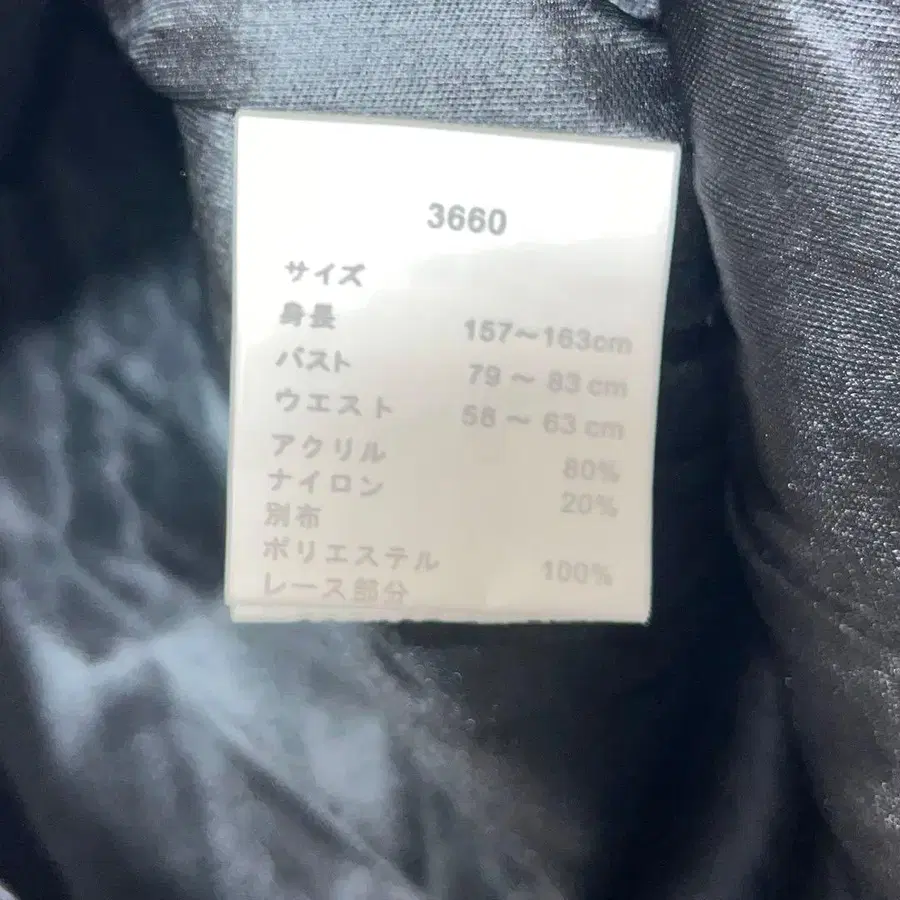 3660
サイズ
身長 157～163cm
バスト 79 ～ 83 cm
ウエスト 56 ～ 63 cm
アクリル 80%
ナイロン 20%
別布
ポリエステル 100%
レース部分